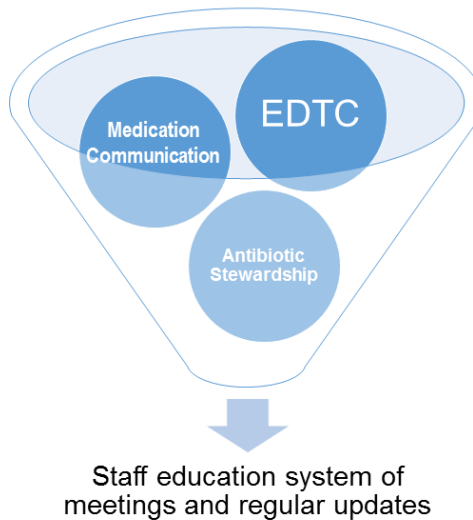 EDTC
Medication
Communication
Antibiotic
Stewardship
Staff education system of
meetings and regular updates